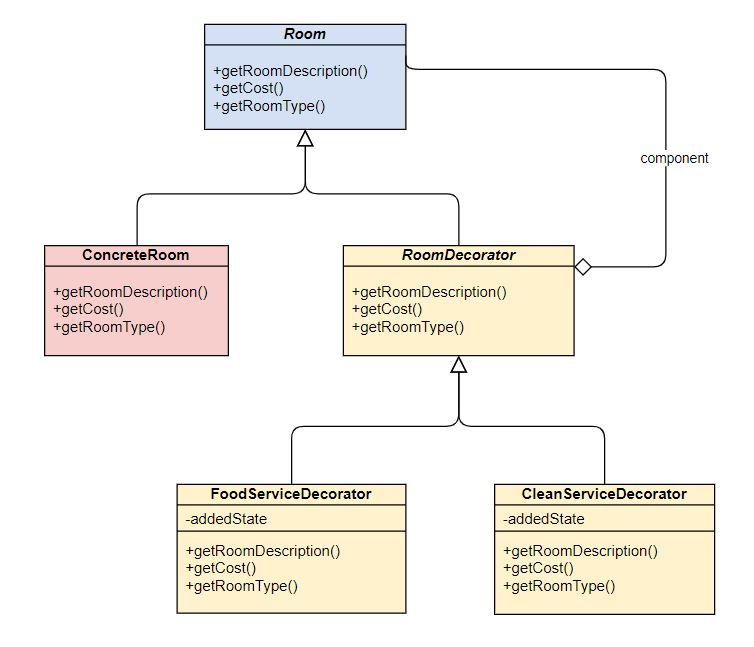 Room
+getRoomDescription()
+getCost()
+getRoomType()
component
ConcreteRoom
+getRoomDescription()
+getCost()
+getRoomType()
RoomDecorator
+getRoomDescription()
+getCost()
+getRoomType()
FoodServiceDecorator
-addedState
+getRoomDescription()
+getCost()
+getRoomType()
CleanServiceDecorator
-addedState
+getRoomDescription()
+getCost()
+getRoomType()